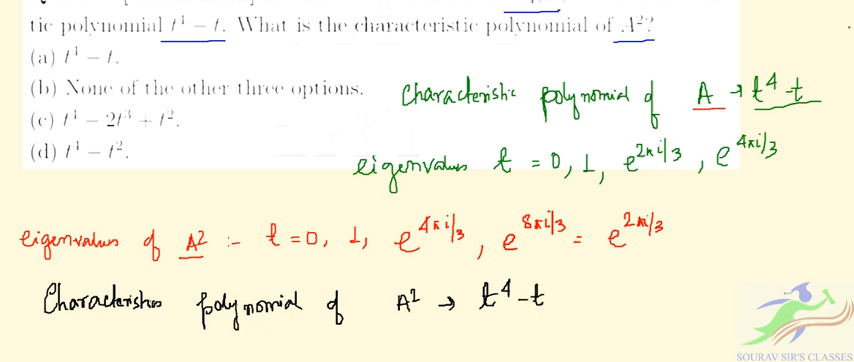 tic polynomial t⁴ − t. What is the characteristic polynomial of A²?
(a) t⁴ − t.
(b) None of the other three options.
(c) t⁴ − 2t³ + t².
(d) t⁴ − t².
Characteristic polynomial of A → t⁴ - t
eigenvalues t = 0, 1, e^{2πi/3}, e^{4πi/3}
eigenvalues of A² :- t = 0, 1, e^{4πi/3}, e^{8πi/3} = e^{2πi/3}
Characteristics polynomial of A² → t⁴ - t
SOURAV SIR'S CLASSES